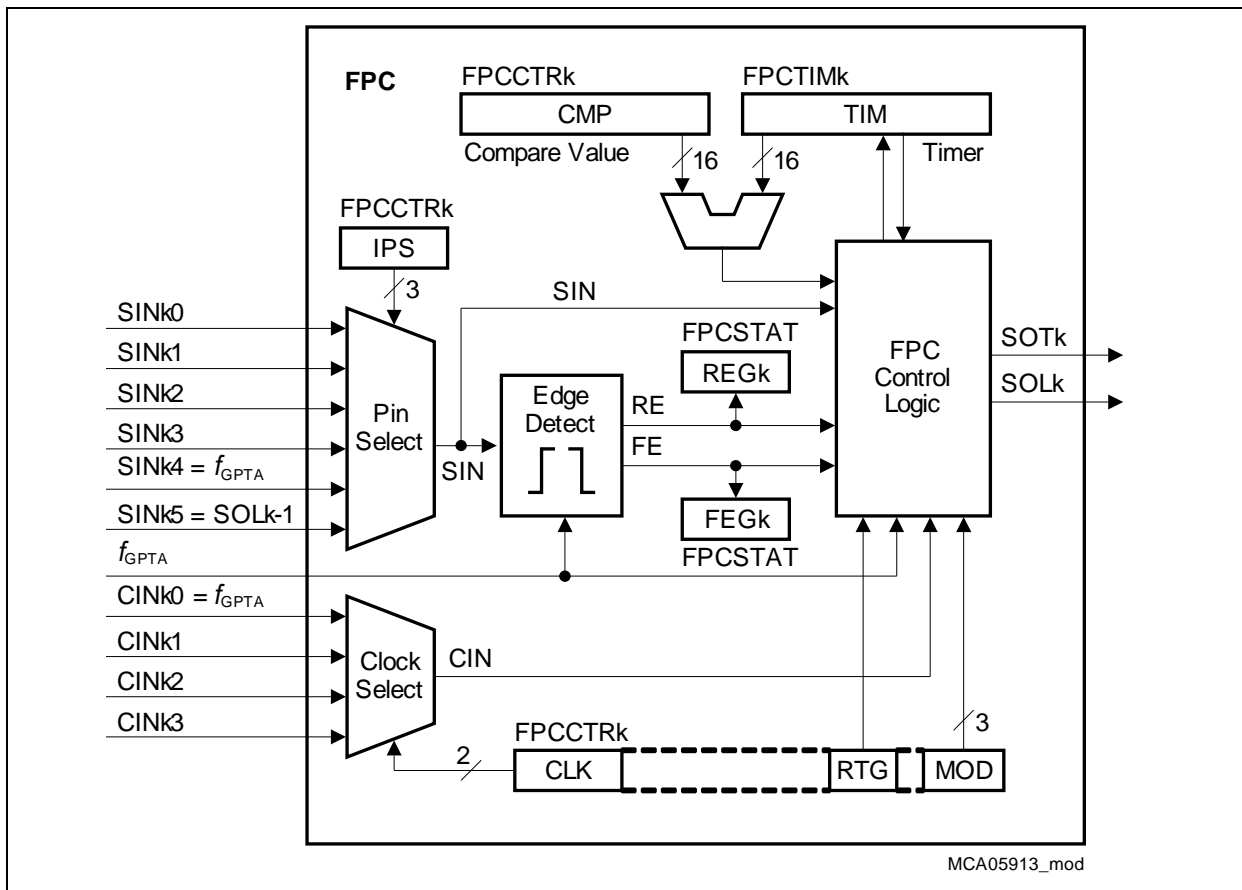 FPC
FPCCTRk
FPCTIMk
CMP
TIM
Compare Value
16
16
Timer
FPCCTRk
IPS
3
SIN
SINk0
SINk1
SINk2
SINk3
SINk4 = fGPTA
SINk5 = SOLk-1
fGPTA
Pin
Select
SIN
Edge
Detect
RE
FE
FPCSTAT
REGk
FEGk
FPCSTAT
FPC
Control
Logic
SOTk
SOLk
CINk0 = fGPTA
CINk1
CINk2
CINk3
Clock
Select
CIN
3
FPCCTRk
2
CLK
RTG
MOD
MCA05913_mod